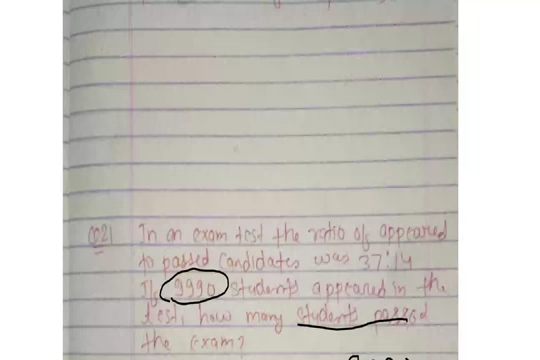 Q21 In an exam test the ratio of appeared
to passed candidates was 37:14
If 9990 students appeared in the
test, how many students passed
the exam?